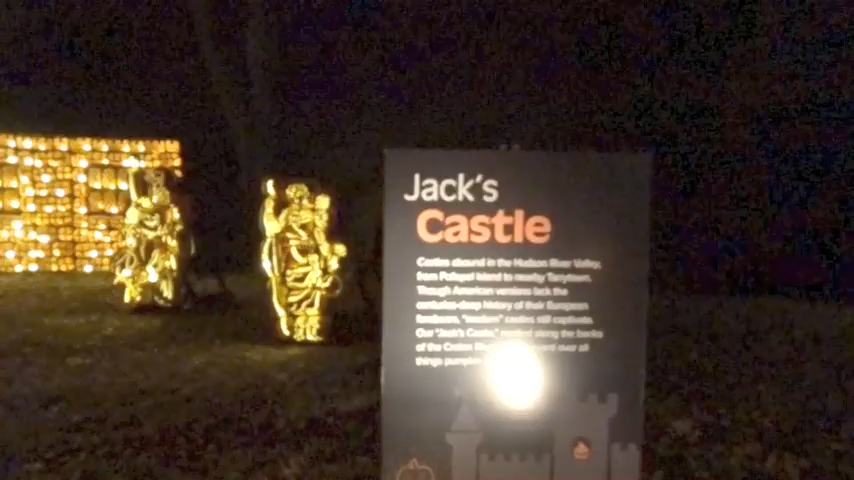 Jack's
Castle
Castles abound in the Hudson River Valley,
from Pollepel Island to nearby Tarrytown.
Though American versions lack the
centuries-deep history of their European
forebears, "modern" castles still captivate.
Our "Jack's Castle," along the banks
of the Croton over all
things pumpkin